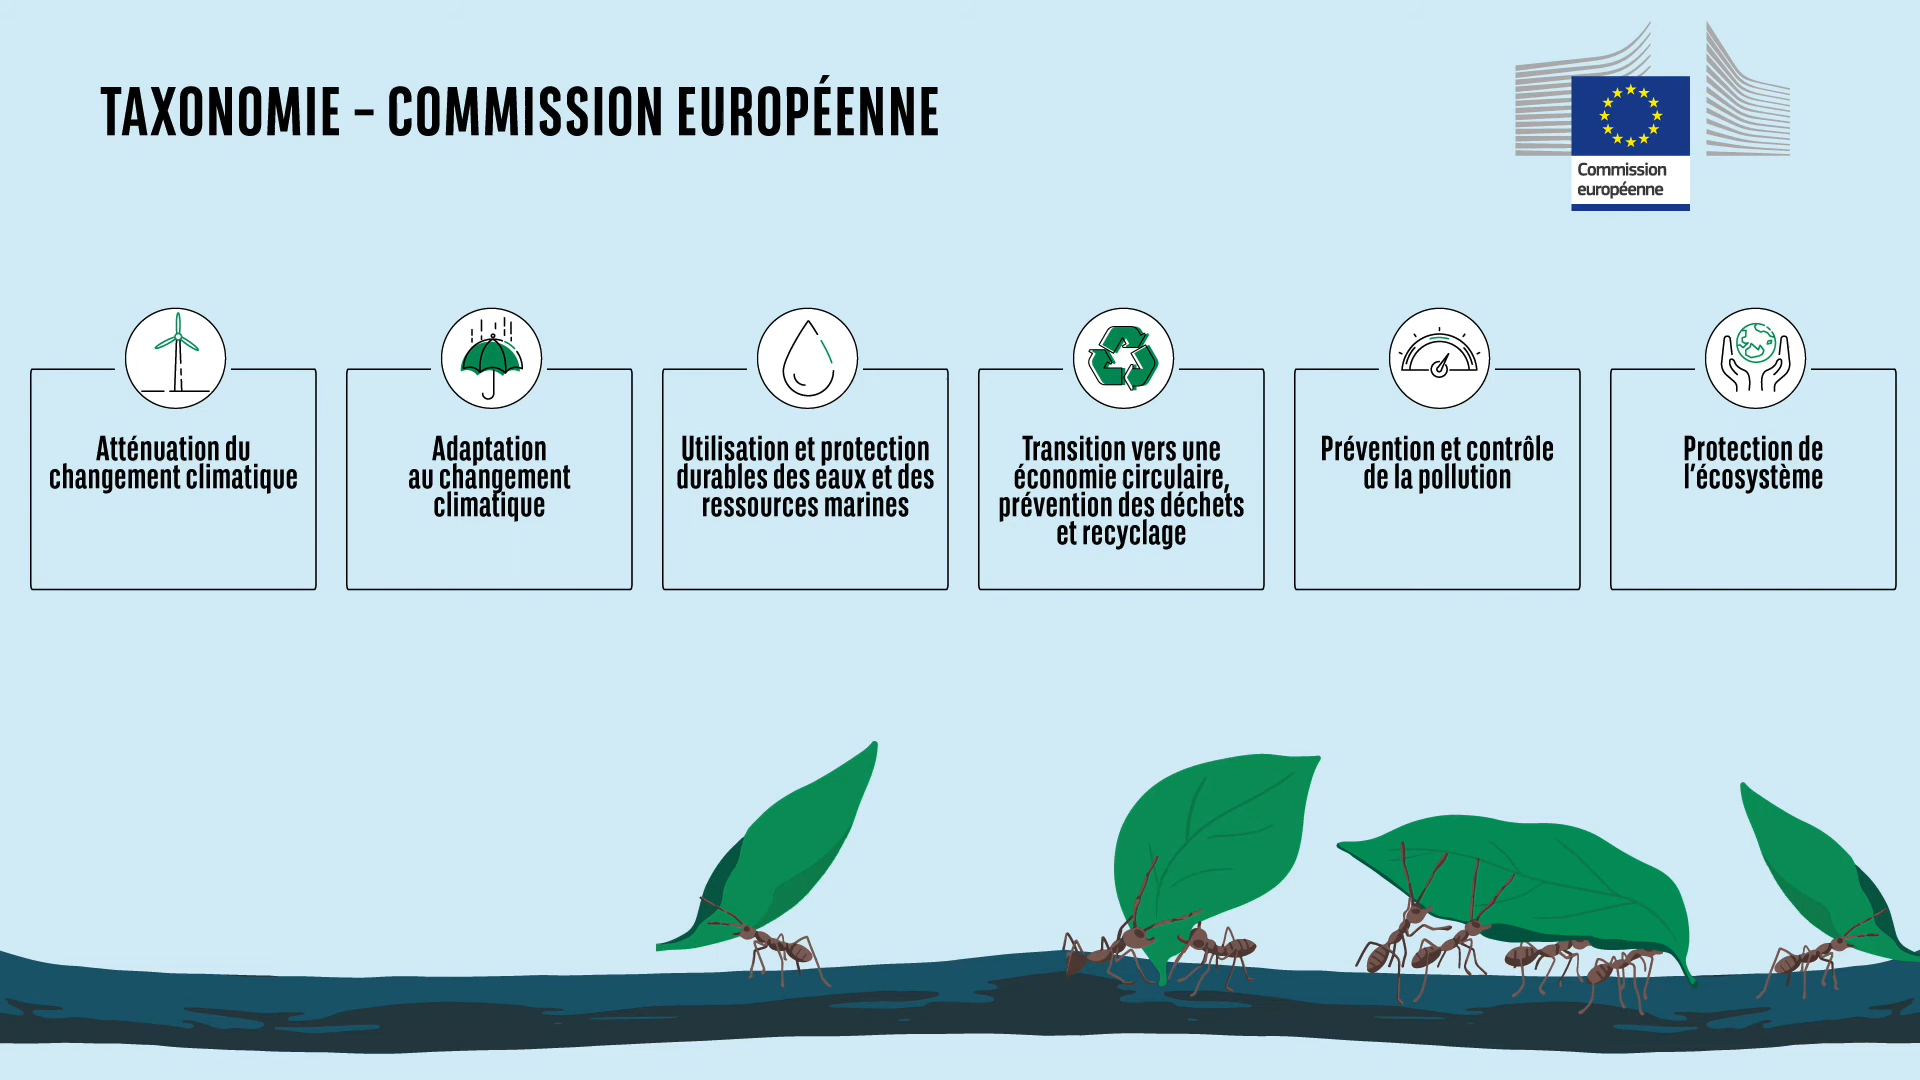 TAXONOMIE – COMMISSION EUROPÉENNE
Commission
européenne
Atténuation du
changement climatique
Adaptation
au changement
climatique
Utilisation et protection
durables des eaux et des
ressources marines
Transition vers une
économie circulaire,
prévention des déchets
et recyclage
Prévention et contrôle
de la pollution
Protection de
l’écosystème